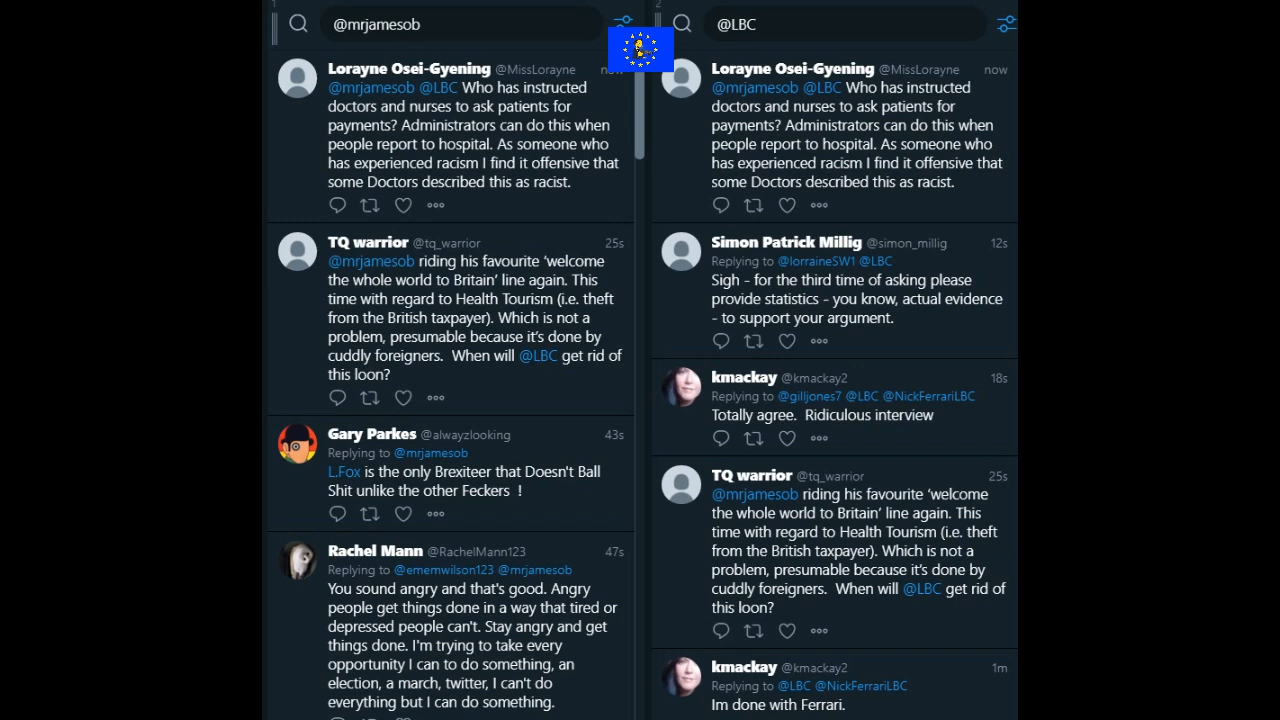 1
@mrjamesob
Lorayne Osei-Gyening @MissLorayne now
@mrjamesob @LBC Who has instructed
doctors and nurses to ask patients for
payments? Administrators can do this when
people report to hospital. As someone who
has experienced racism I find it offensive that
some Doctors described this as racist.
TQ warrior @tq_warrior 25s
@mrjamesob riding his favourite ‘welcome
the whole world to Britain’ line again. This
time with regard to Health Tourism (i.e. theft
from the British taxpayer). Which is not a
problem, presumable because it’s done by
cuddly foreigners. When will @LBC get rid of
this loon?
Gary Parkes @alwayzlooking 43s
Replying to @mrjamesob
L.Fox is the only Brexiteer that Doesn't Ball
Shit unlike the other Feckers !
Rachel Mann @RachelMann123 47s
Replying to @ememwilson123 @mrjamesob
You sound angry and that's good. Angry
people get things done in a way that tired or
depressed people can't. Stay angry and get
things done. I'm trying to take every
opportunity I can to do something, an
election, a march, twitter, I can't do
everything but I can do something.
2
@LBC
Lorayne Osei-Gyening @MissLorayne now
@mrjamesob @LBC Who has instructed
doctors and nurses to ask patients for
payments? Administrators can do this when
people report to hospital. As someone who
has experienced racism I find it offensive that
some Doctors described this as racist.
Simon Patrick Millig @simon_millig 12s
Replying to @lorraineSW1 @LBC
Sigh - for the third time of asking please
provide statistics - you know, actual evidence
- to support your argument.
kmackay @kmackay2 18s
Replying to @gilljones7 @LBC @NickFerrariLBC
Totally agree. Ridiculous interview
TQ warrior @tq_warrior 25s
@mrjamesob riding his favourite ‘welcome
the whole world to Britain’ line again. This
time with regard to Health Tourism (i.e. theft
from the British taxpayer). Which is not a
problem, presumable because it’s done by
cuddly foreigners. When will @LBC get rid of
this loon?
kmackay @kmackay2 1m
Replying to @LBC @NickFerrariLBC
Im done with Ferrari.